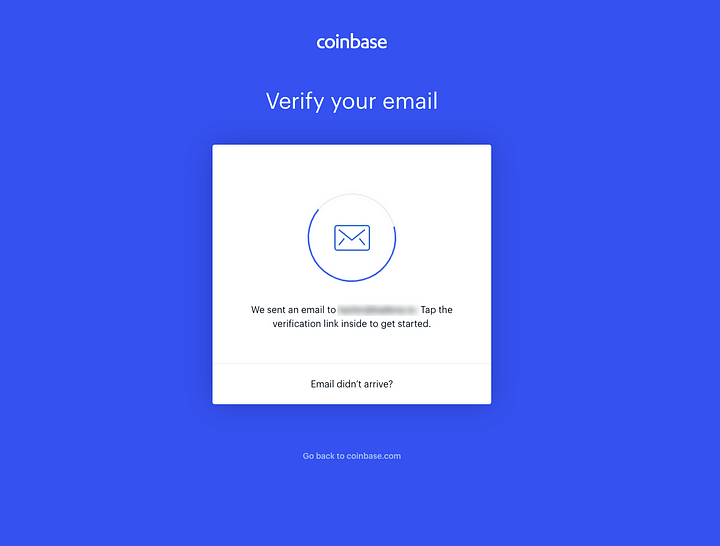 coinbase
Verify your email
We sent an email to Tap the
verification link inside to get started.
Email didn't arrive?
Go back to coinbase.com